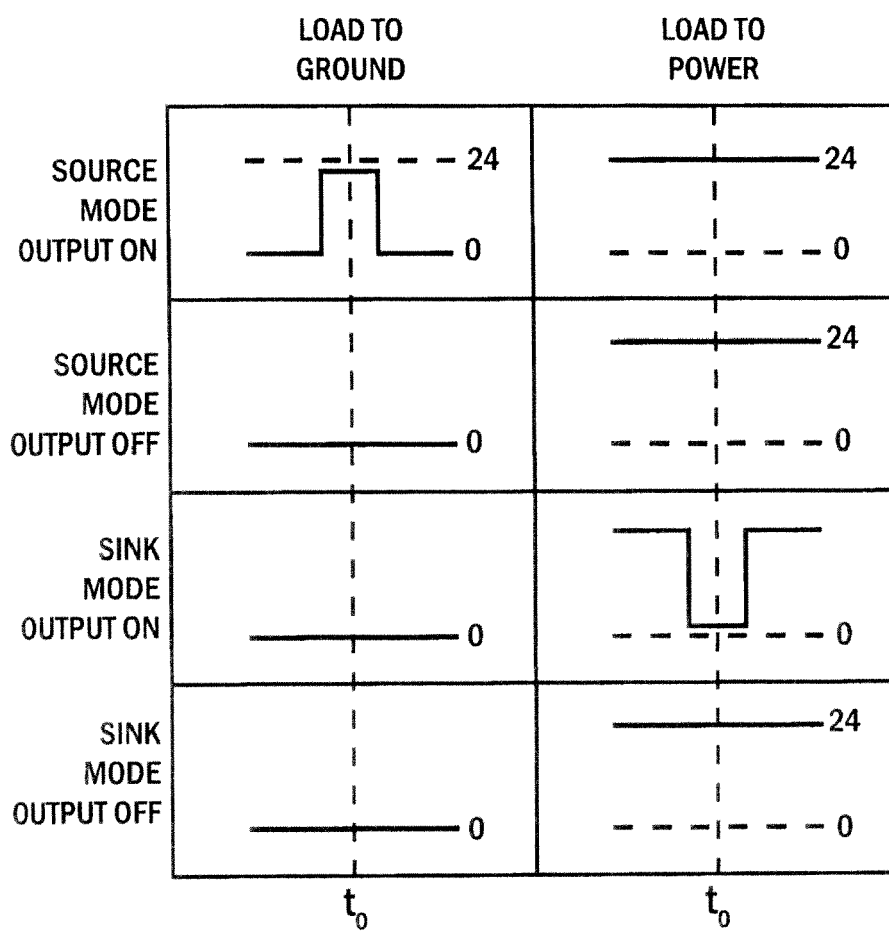 LOAD TO
GROUND
LOAD TO
POWER
SOURCE
MODE
OUTPUT ON
24
0
24
0
SOURCE
MODE
OUTPUT OFF
0
24
0
SINK
MODE
OUTPUT ON
0
0
SINK
MODE
OUTPUT OFF
0
24
0
t₀
t₀